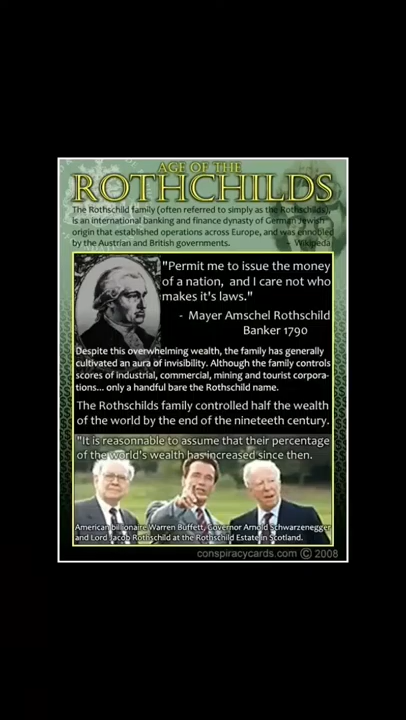 AGE OF THE
ROTHCHILDS
The Rothschild family (often referred to simply as the Rothschilds),
is an international banking and finance dynasty of German Jewish
origin that established operations across Europe, and was ennobled
by the Austrian and British governments. ~ Wikipeda
"Permit me to issue the money
of a nation, and I care not who
makes it's laws."
- Mayer Amschel Rothschild
Banker 1790
Despite this overwhelming wealth, the family has generally
cultivated an aura of invisibility. Although the family controls
scores of industrial, commercial, mining and tourist corpora-
tions... only a handful bare the Rothschild name.
The Rothschilds family controlled half the wealth
of the world by the end of the nineteeth century.
"It is reasonnable to assume that their percentage
of the world's wealth has increased since then.
American billionaire Warren Buffett, Governor Arnold Schwarzenegger
and Lord Jacob Rothschild at the Rothschild Estate in Scotland.
conspiracycards.com © 2008